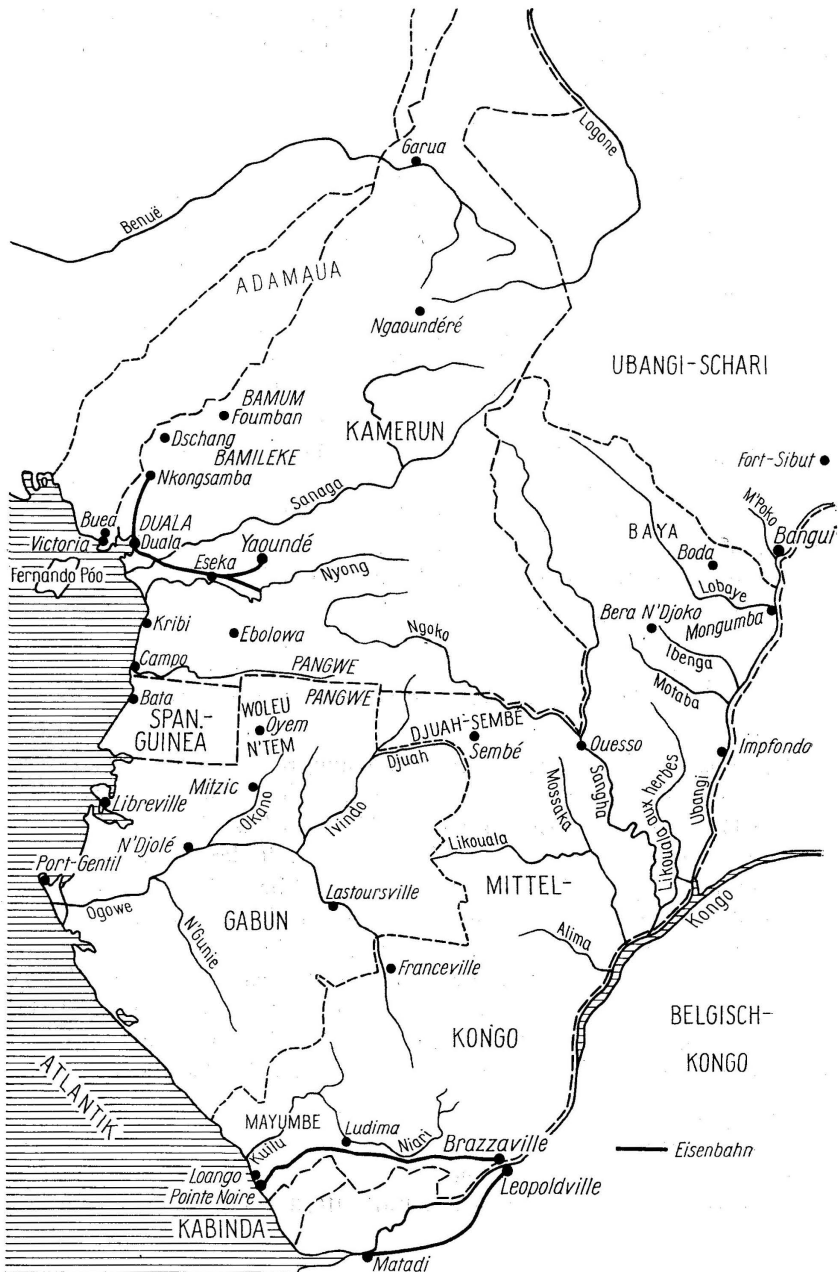 Garua
Logone
Benuë
ADAMAUA
Ngaoundéré
UBANGI-SCHARI
BAMUM
Foumban
KAMERUN
Dschang
BAMILEKE
Fort-Sibut
Nkongsamba
Sanaga
M'Poko
Buea
DUALA
BAYA
Bangui
Victoria
Duala
Yaoundé
Boda
Eseka
Fernando Póo
Nyong
Lobaye
Bera N'Djoko
Mongumba
Kribi
Ebolowa
Ngoko
Ibenga
Campo
PANGWE
Motaba
Bata
PANGWE
SPAN.-
GUINEA
WOLEU
Oyem
N'TEM
DJUAH-SEMBE
Djuah
Sembé
Ouesso
Impfondo
Mitzic
Libreville
Okano
Ivindo
Mossaka
Sangha
Likouala aux herbes
Ubangi
N'Djolé
Likouala
Port-Gentil
MITTEL-
Ogowe
Lastoursville
Kongo
GABUN
N'Gunie
Alima
Franceville
BELGISCH-
KONGO
KONGO
ATLANTIK
MAYUMBE
Ludima
Kuilu
Niari
Brazzaville
Eisenbahn
Loango
Pointe Noire
Leopoldville
KABINDA
Matadi